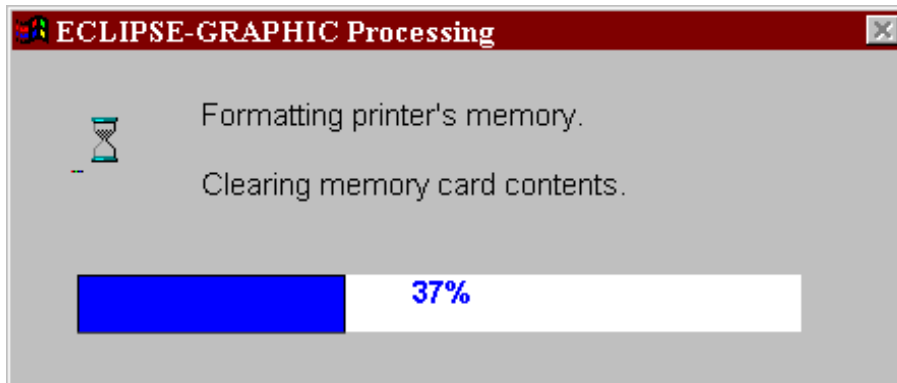 ECLIPSE-GRAPHIC Processing
Formatting printer's memory.
Clearing memory card contents.
37%